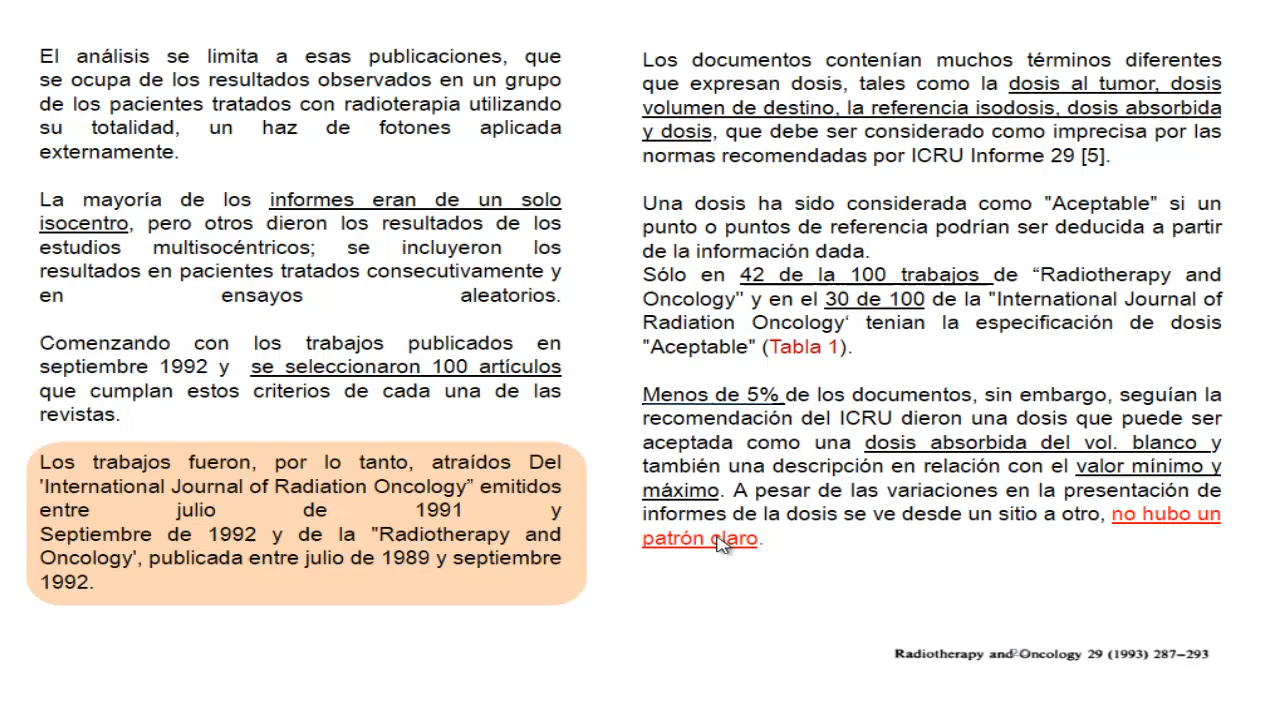 El análisis se limita a esas publicaciones, que
se ocupa de los resultados observados en un grupo
de los pacientes tratados con radioterapia utilizando
su totalidad, un haz de fotones aplicada
externamente.
La mayoría de los informes eran de un solo
isocentro, pero otros dieron los resultados de los
estudios multisocéntricos; se incluyeron los
resultados en pacientes tratados consecutivamente y
en ensayos aleatorios.
Comenzando con los trabajos publicados en
septiembre 1992 y se seleccionaron 100 artículos
que cumplan estos criterios de cada una de las
revistas.
Los trabajos fueron, por lo tanto, atraídos Del
'International Journal of Radiation Oncology” emitidos
entre julio de 1991 y
Septiembre de 1992 y de la "Radiotherapy and
Oncology', publicada entre julio de 1989 y septiembre
1992.
Los documentos contenían muchos términos diferentes
que expresan dosis, tales como la dosis al tumor, dosis
volumen de destino, la referencia isodosis, dosis absorbida
y dosis, que debe ser considerado como imprecisa por las
normas recomendadas por ICRU Informe 29 [5].
Una dosis ha sido considerada como "Aceptable" si un
punto o puntos de referencia podrían ser deducida a partir
de la información dada.
Sólo en 42 de la 100 trabajos de “Radiotherapy and
Oncology" y en el 30 de 100 de la "International Journal of
Radiation Oncology‘ tenian la especificación de dosis
"Aceptable" (Tabla 1).
Menos de 5% de los documentos, sin embargo, seguían la
recomendación del ICRU dieron una dosis que puede ser
aceptada como una dosis absorbida del vol. blanco y
también una descripción en relación con el valor mínimo y
máximo. A pesar de las variaciones en la presentación de
informes de la dosis se ve desde un sitio a otro, no hubo un
patrón claro.
Radiotherapy and Oncology 29 (1993) 287–293